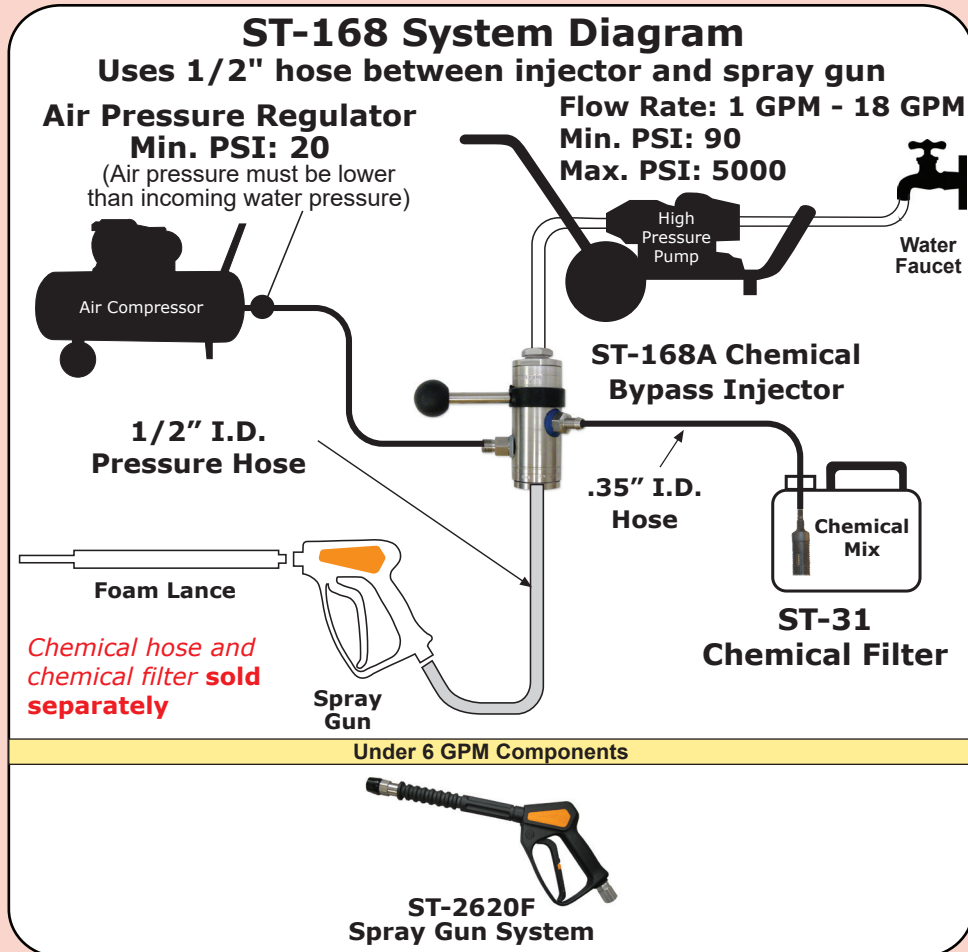 ST-168 System Diagram
Uses 1/2" hose between injector and spray gun
Air Pressure Regulator
Min. PSI: 20
(Air pressure must be lower
than incoming water pressure)
Flow Rate: 1 GPM - 18 GPM
Min. PSI: 90
Max. PSI: 5000
High
Pressure
Pump
Water
Faucet
Air Compressor
ST-168A Chemical
Bypass Injector
1/2” I.D.
Pressure Hose
.35” I.D.
Hose
Chemical
Mix
Foam Lance
ST-31
Chemical Filter
Chemical hose and
chemical filter sold
separately
Spray
Gun
Under 6 GPM Components
ST-2620F
Spray Gun System